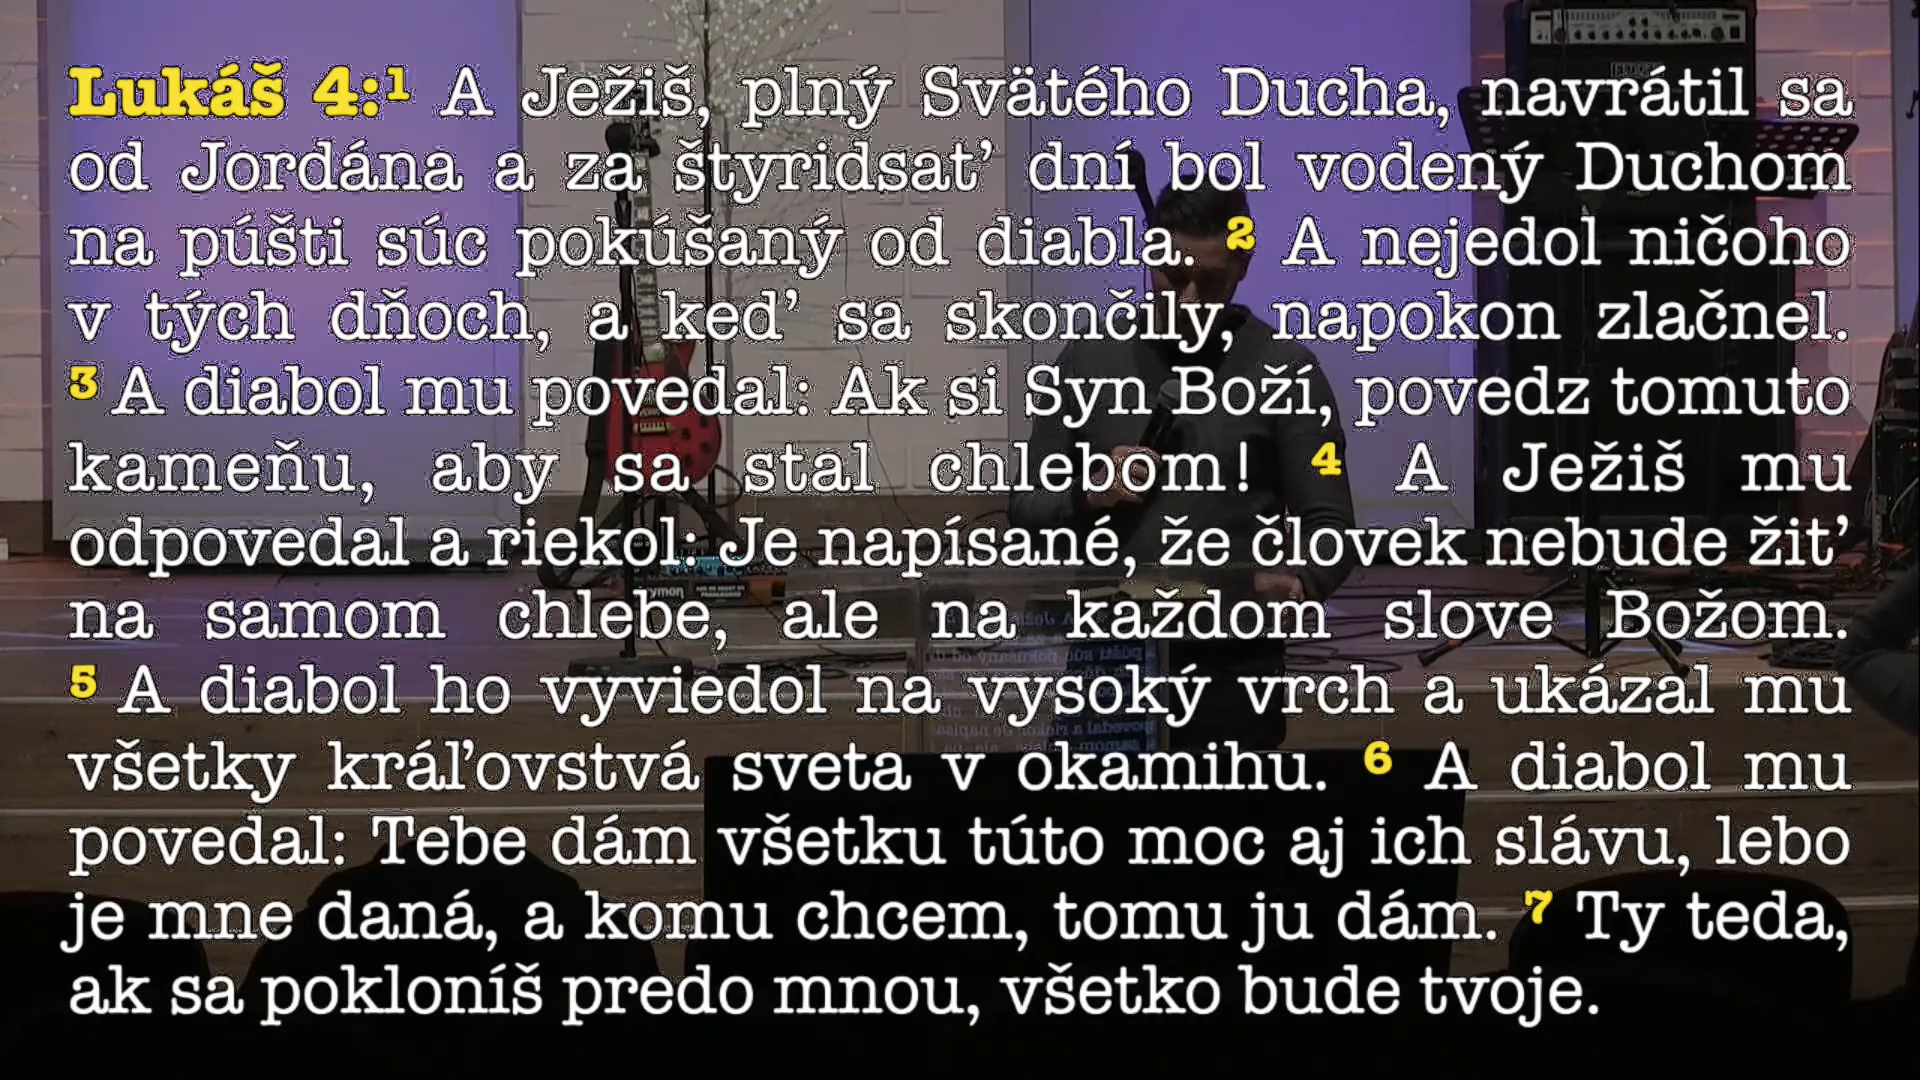 Lukáš 4:1 A Ježiš, plný Svätého Ducha, navrátil sa
od Jordána a za štyridsať dní bol vodený Duchom
na púšti súc pokúšaný od diabla. 2 A nejedol ničoho
v tých dňoch, a keď sa skončily, napokon zlačnel.
3 A diabol mu povedal: Ak si Syn Boží, povedz tomuto
kameňu, aby sa stal chlebom! 4 A Ježiš mu
odpovedal a riekol: Je napísané, že človek nebude žiť
na samom chlebe, ale na každom slove Božom.
5 A diabol ho vyviedol na vysoký vrch a ukázal mu
všetky kráľovstvá sveta v okamihu. 6 A diabol mu
povedal: Tebe dám všetku túto moc aj ich slávu, lebo
je mne daná, a komu chcem, tomu ju dám. 7 Ty teda,
ak sa pokloníš predo mnou, všetko bude tvoje.